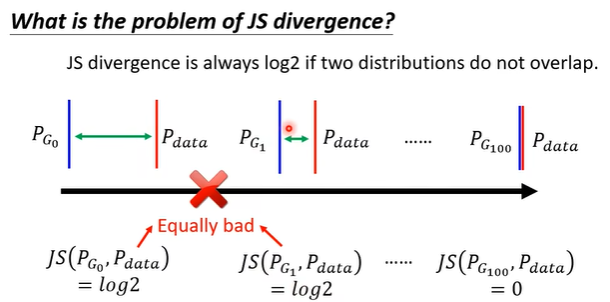 What is the problem of JS divergence?
JS divergence is always log2 if two distributions do not overlap.
P_{G_0} P_{data} P_{G_1} P_{data} …… P_{G_{100}} P_{data}
Equally bad
JS(P_{G_0}, P_{data}) JS(P_{G_1}, P_{data}) …… JS(P_{G_{100}}, P_{data})
= log2 = log2 = 0